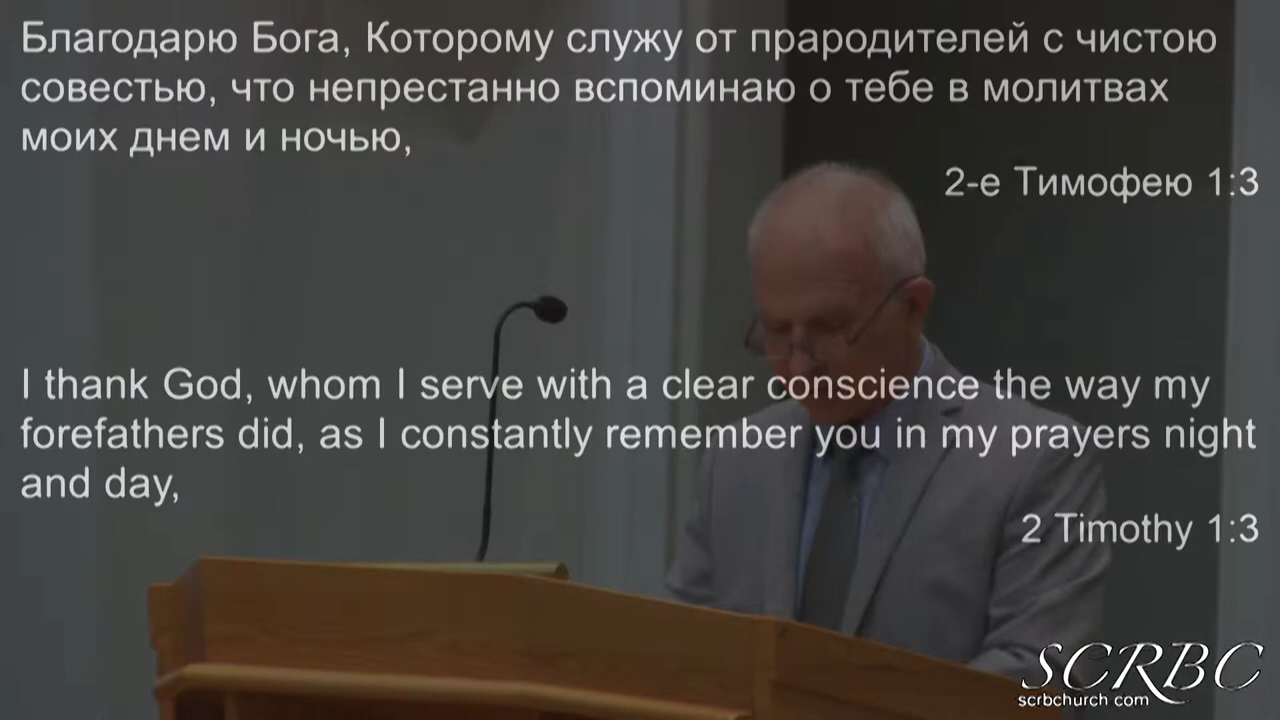 Благодарю Бога, Которому служу от прародителей с чистою
совестью, что непрестанно вспоминаю о тебе в молитвах
моих днем и ночью,
2-е Тимофею 1:3
I thank God, whom I serve with a clear conscience the way my
forefathers did, as I constantly remember you in my prayers night
and day,
2 Timothy 1:3
SCRBC
scrbchurch com